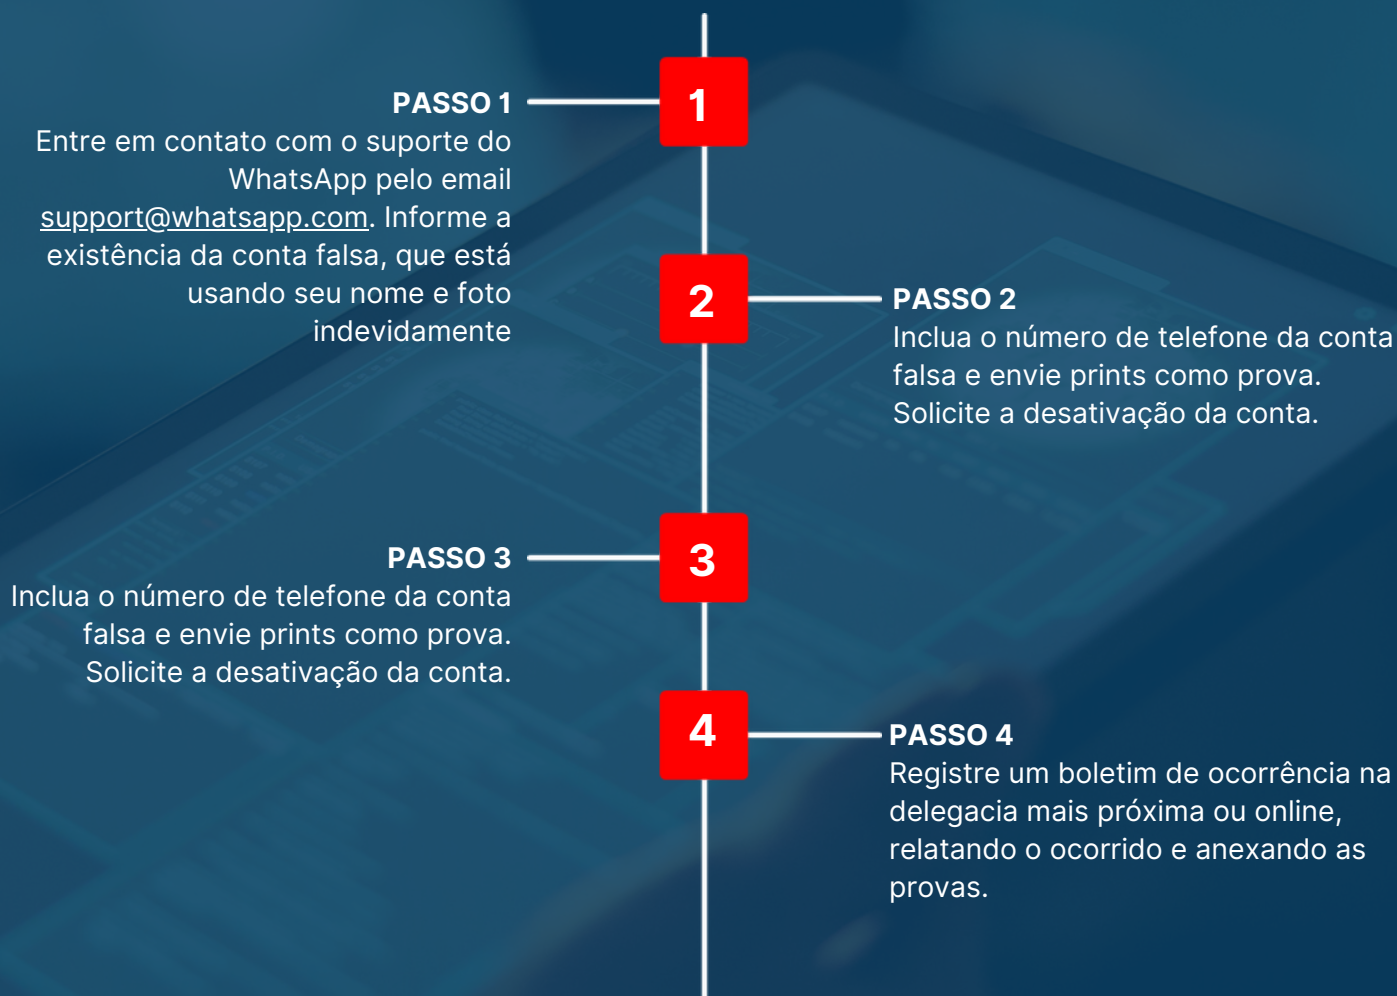 1
PASSO 1
Entre em contato com o suporte do
WhatsApp pelo email
support@whatsapp.com. Informe a
existência da conta falsa, que está
usando seu nome e foto
indevidamente
2
PASSO 2
Inclua o número de telefone da conta
falsa e envie prints como prova.
Solicite a desativação da conta.
3
PASSO 3
Inclua o número de telefone da conta
falsa e envie prints como prova.
Solicite a desativação da conta.
4
PASSO 4
Registre um boletim de ocorrência na
delegacia mais próxima ou online,
relatando o ocorrido e anexando as
provas.